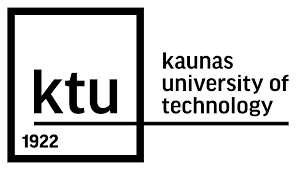 ktu
1922
kaunas
university of
technology